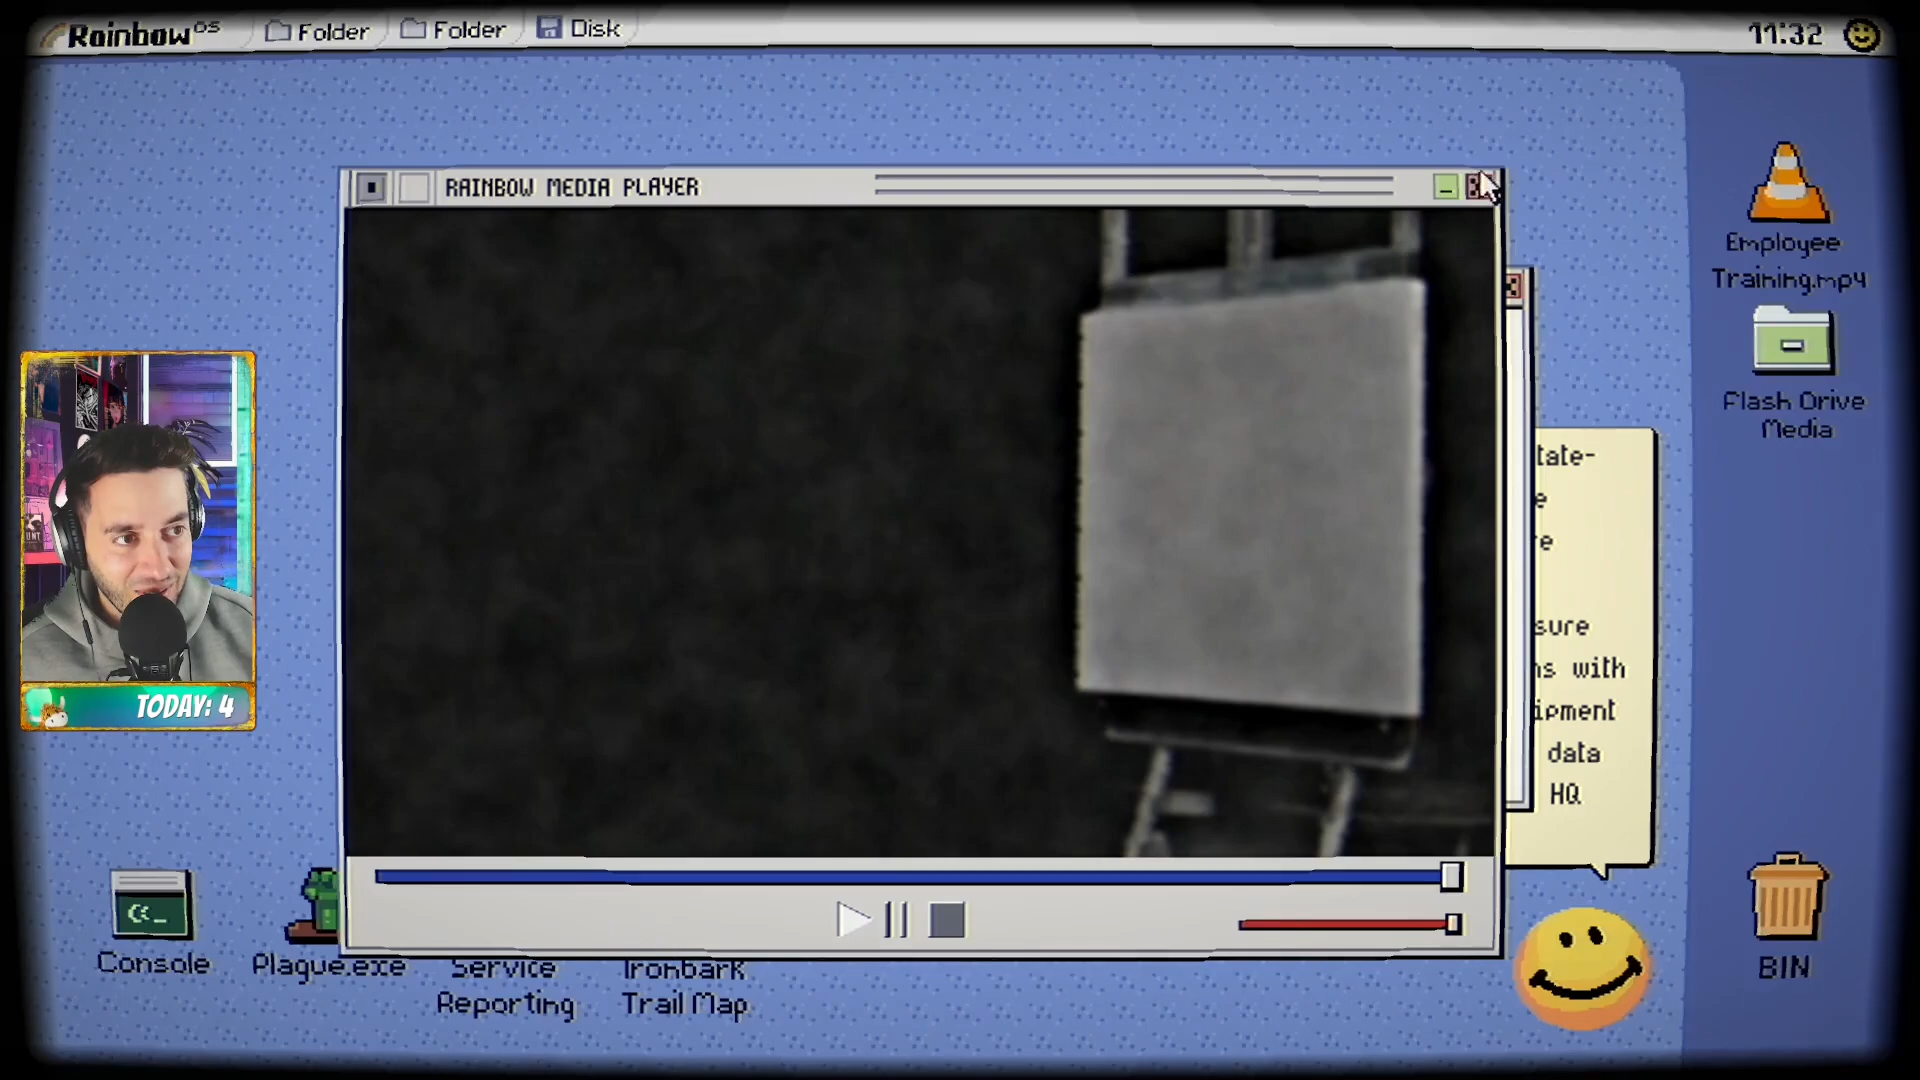 Rainbow OS
Folder
Folder
Disk
11:32
RAINBOW MEDIA PLAYER
Employee
Training.mp4
Flash Drive
Media
tate-
e
e
sure
ns with
ipment
data
HQ
TODAY: 4
Console
Plague.exe
Service
Reporting
Ironbark
Trail Map
BIN